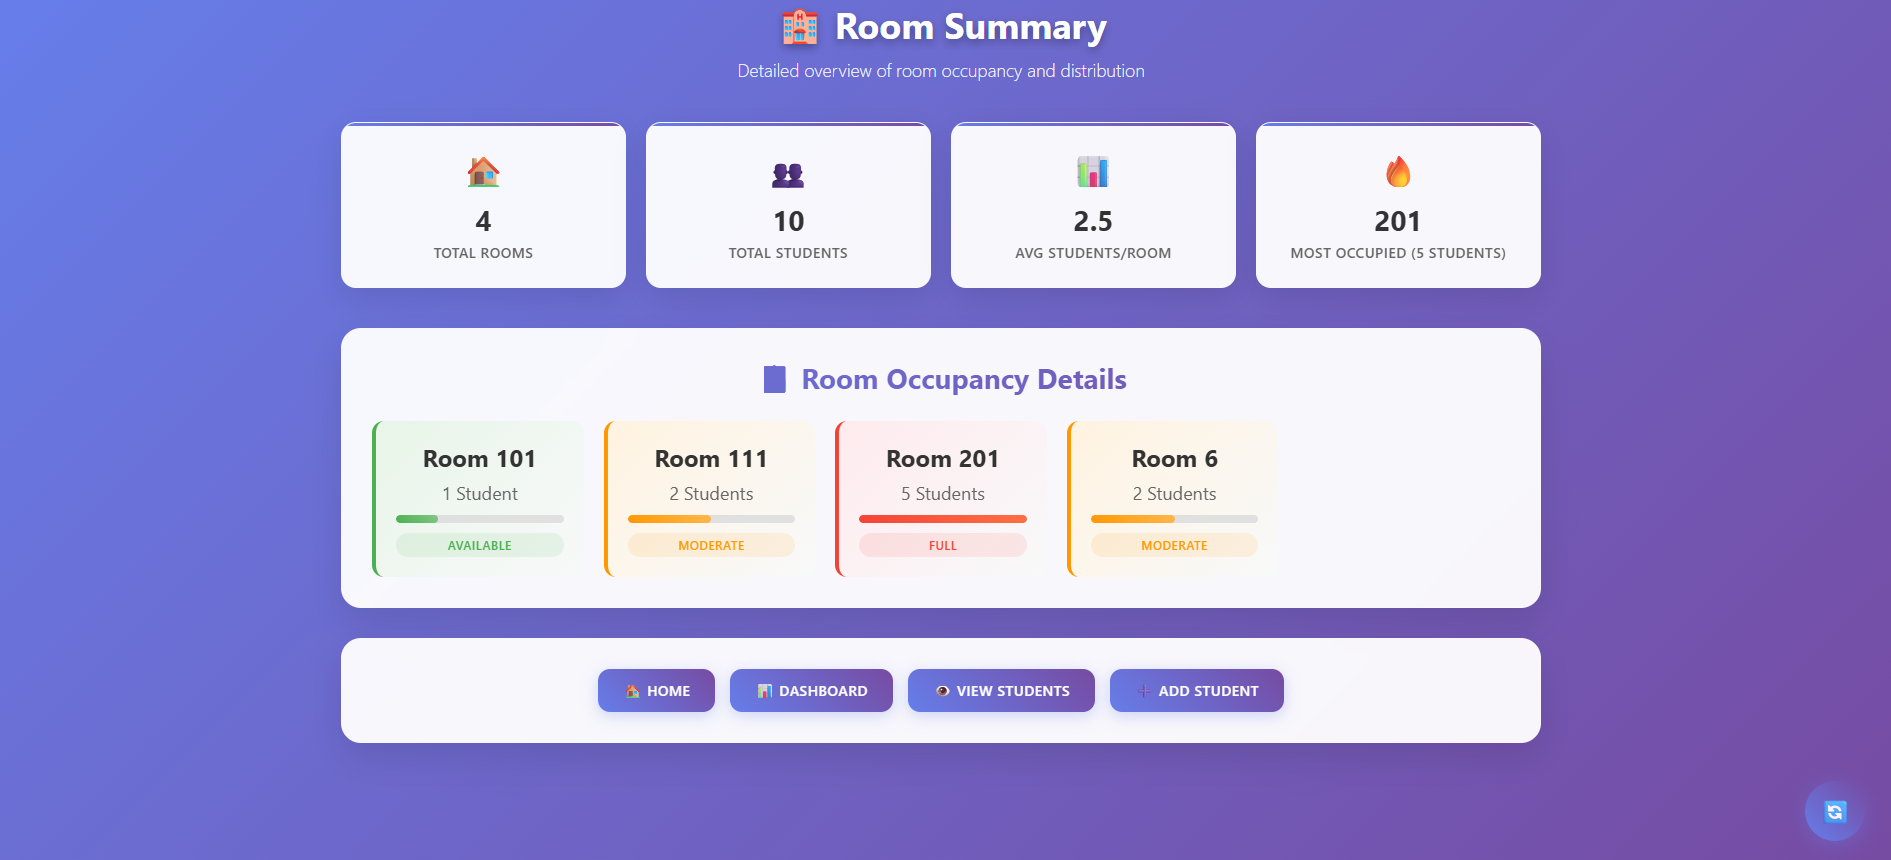 Room Summary
Detailed overview of room occupancy and distribution
4
TOTAL ROOMS
10
TOTAL STUDENTS
2.5
AVG STUDENTS/ROOM
201
MOST OCCUPIED (5 STUDENTS)
Room Occupancy Details
Room 101
1 Student
AVAILABLE
Room 111
2 Students
MODERATE
Room 201
5 Students
FULL
Room 6
2 Students
MODERATE
HOME
DASHBOARD
VIEW STUDENTS
ADD STUDENT